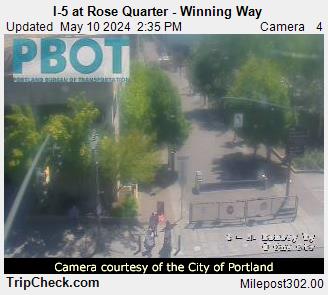 I-5 at Rose Quarter - Winning Way
Updated May 10 2024 2:35 PM Camera 4
PBOT
PORTLAND BUREAU OF TRANSPORTATION
Camera courtesy of the City of Portland
TripCheck.com Milepost302.00